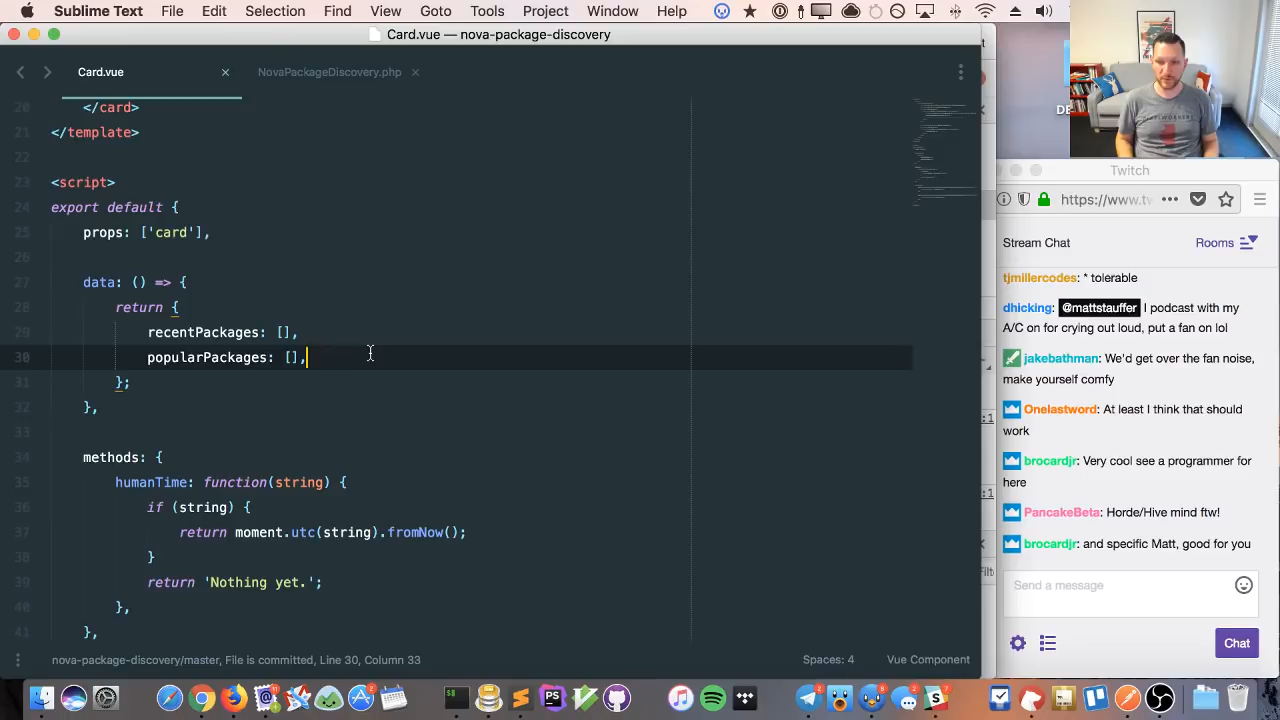 Sublime Text File Edit Selection Find View Goto Tools Project Window Help
Card.vue — nova-package-discovery
Card.vue
NovaPackageDiscovery.php
20 </card>
21 </template>
22
23 <script>
24 export default {
25 props: ['card'],
26
27 data: () => {
28 return {
29 recentPackages: [],
30 popularPackages: [],
31 };
32 },
33
34 methods: {
35 humanTime: function(string) {
36 if (string) {
37 return moment.utc(string).fromNow();
38 }
39 return 'Nothing yet.';
40 },
41 },
nova-package-discovery/master, File is committed, Line 30, Column 33
Spaces: 4
Vue Component
Twitch
https://www.tw
Stream Chat
Rooms
tjmillercodes: * tolerable
dhicking: @mattstauffer I podcast with my
A/C on for crying out loud, put a fan on lol
jakebathman: We'd get over the fan noise,
make yourself comfy
Onelastword: At least I think that should
work
brocardjr: Very cool see a programmer for
here
PancakeBeta: Horde/Hive mind ftw!
brocardjr: and specific Matt, good for you
Send a message
Chat